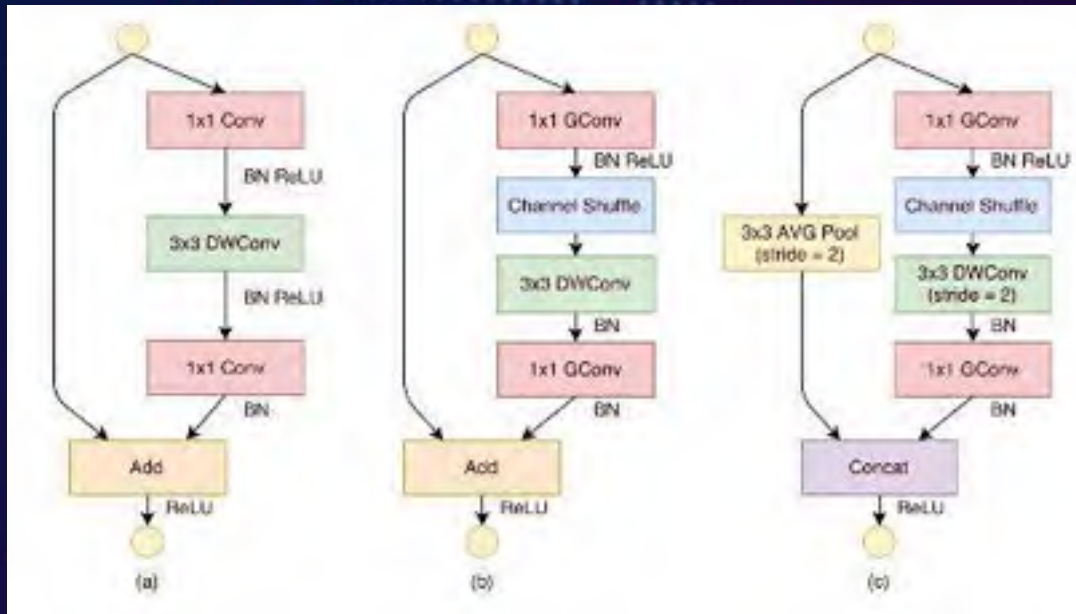 1x1 Conv
BN ReLU
3x3 DWConv
BN ReLU
1x1 Conv
BN
Add
ReLU
(a)
1x1 GConv
BN ReLU
Channel Shuffle
3x3 DWConv
BN
1x1 GConv
BN
Add
ReLU
(b)
1x1 GConv
BN ReLU
3x3 AVG Pool
(stride = 2)
Channel Shuffle
3x3 DWConv
(stride = 2)
BN
1x1 GConv
BN
Concat
ReLU
(c)